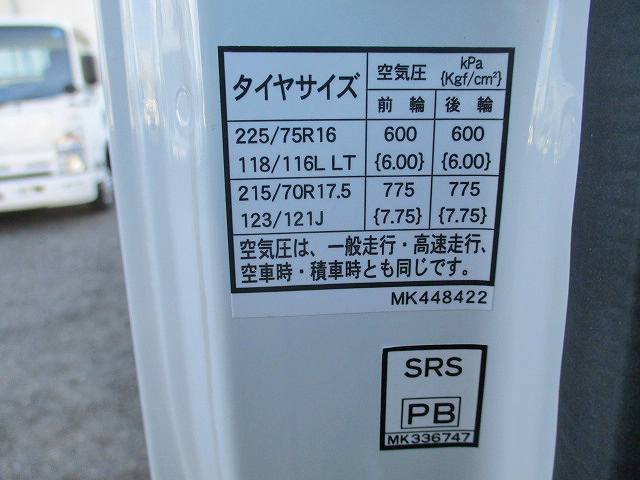 タイヤサイズ 空気圧 kPa {Kgf/cm²}
前輪 後輪
225/75R16 600 600
118/116L LT {6.00} {6.00}
215/70R17.5 775 775
123/121J {7.75} {7.75}
空気圧は、一般走行・高速走行、
空車時・積車時とも同じです。
MK448422
SRS
PB
MK336747